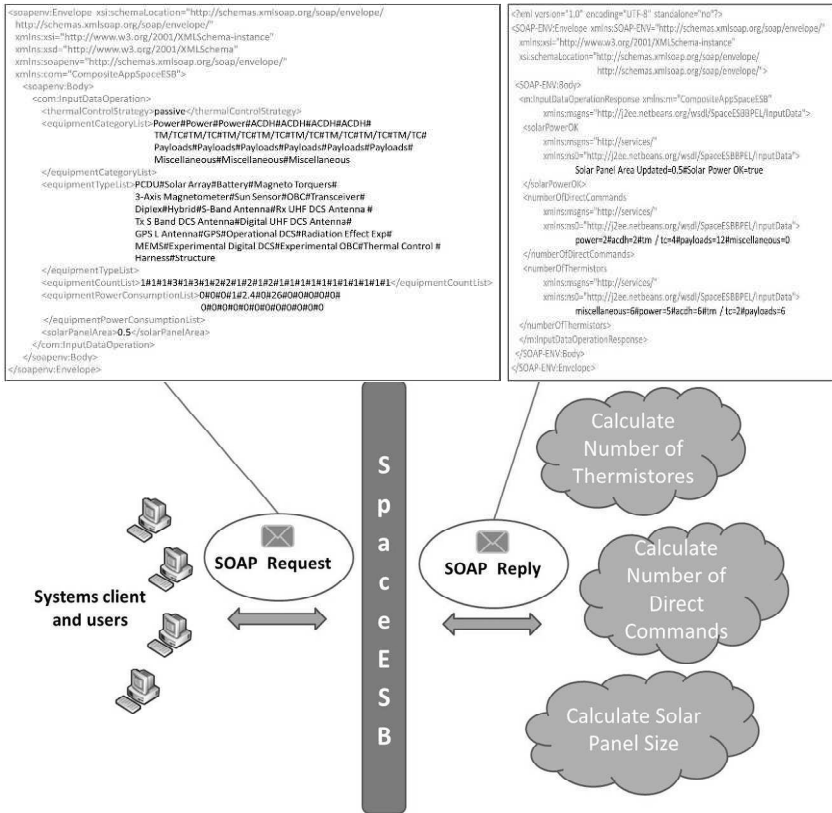 <soapenv:Envelope xsi:schemaLocation="http://schemas.xmlsoap.org/soap/envelope/
http://schemas.xmlsoap.org/soap/envelope/"
xmlns:xsi="http://www.w3.org/2001/XMLSchema-instance"
xmlns:xsd="http://www.w3.org/2001/XMLSchema"
xmlns:soapenv="http://schemas.xmlsoap.org/soap/envelope/"
xmlns:com="CompositeAppSpaceESB">
<soapenv:Body>
<com:InputDataOperation>
<thermalControlStrategy>passive</thermalControlStrategy>
<equipmentCategoryList>Power#Power#Power#ACDH#ACDH#ACDH#ACDH#
TM/TC#TM/TC#TM/TC#TM/TC#TM/TC#TM/TC#TM/TC#TM/TC#
Payloads#Payloads#Payloads#Payloads#Payloads#Payloads#
Miscellaneous#Miscellaneous#Miscellaneous
</equipmentCategoryList>
<equipmentTypeList>PCDU#Solar Array#Battery#Magneto Torquers#
3-Axis Magnetometer#Sun Sensor#OBC#Transceiver#
Diplex#Hybrid#S-Band Antenna#Rx UHF DCS Antenna #
Tx S Band DCS Antenna#Digital UHF DCS Antenna#
GPS L Antenna#GPS#Operational DCS#Radiation Effect Exp#
MEMS#Experimental Digital DCS#Experimental OBC#Thermal Control #
Harness#Structure
</equipmentTypeList>
<equipmentCountList>1#1#1#3#1#3#1#2#2#1#2#1#2#1#1#1#1#1#1#1#1#1#1#1</equipmentCountList>
<equipmentPowerConsumptionList>0#0#0#1#2.4#0#26#0#0#0#0#0#
0#0#0#0#0#0#0#0#0#0#0#0
</equipmentPowerConsumptionList>
<solarPanelArea>0.5</solarPanelArea>
</com:InputDataOperation>
</soapenv:Body>
</soapenv:Envelope>
<?xml version="1.0" encoding="UTF-8" standalone="no"?>
<SOAP-ENV:Envelope xmlns:SOAP-ENV="http://schemas.xmlsoap.org/soap/envelope/"
xmlns:xsi="http://www.w3.org/2001/XMLSchema-instance"
xsi:schemaLocation="http://schemas.xmlsoap.org/soap/envelope/
http://schemas.xmlsoap.org/soap/envelope/">
<SOAP-ENV:Body>
<m:InputDataOperationResponse xmlns:m="CompositeAppSpaceESB"
xmlns:msgns="http://j2ee.netbeans.org/wsdl/SpaceESBBPEL/InputData">
<solarPowerOK
xmlns:msgns="http://services/"
xmlns:ns0="http://j2ee.netbeans.org/wsdl/SpaceESBBPEL/InputData">
Solar Panel Area Updated=0.5#Solar Power OK=true
</solarPowerOK>
<numberOfDirectCommands
xmlns:msgns="http://services/"
xmlns:ns0="http://j2ee.netbeans.org/wsdl/SpaceESBBPEL/InputData">
power=2#acdh=2#tm / tc=4#payloads=12#miscellaneous=0
</numberOfDirectCommands>
<numberOfThermistors
xmlns:msgns="http://services/"
xmlns:ns0="http://j2ee.netbeans.org/wsdl/SpaceESBBPEL/InputData">
miscellaneous=6#power=5#acdh=6#tm / tc=2#payloads=6
</numberOfThermistors>
</m:InputDataOperationResponse>
</SOAP-ENV:Body>
</SOAP-ENV:Envelope>
Systems client
and users
SOAP Request
SpaceESB
SOAP Reply
Calculate
Number of
Thermistores
Calculate
Number of
Direct
Commands
Calculate Solar
Panel Size